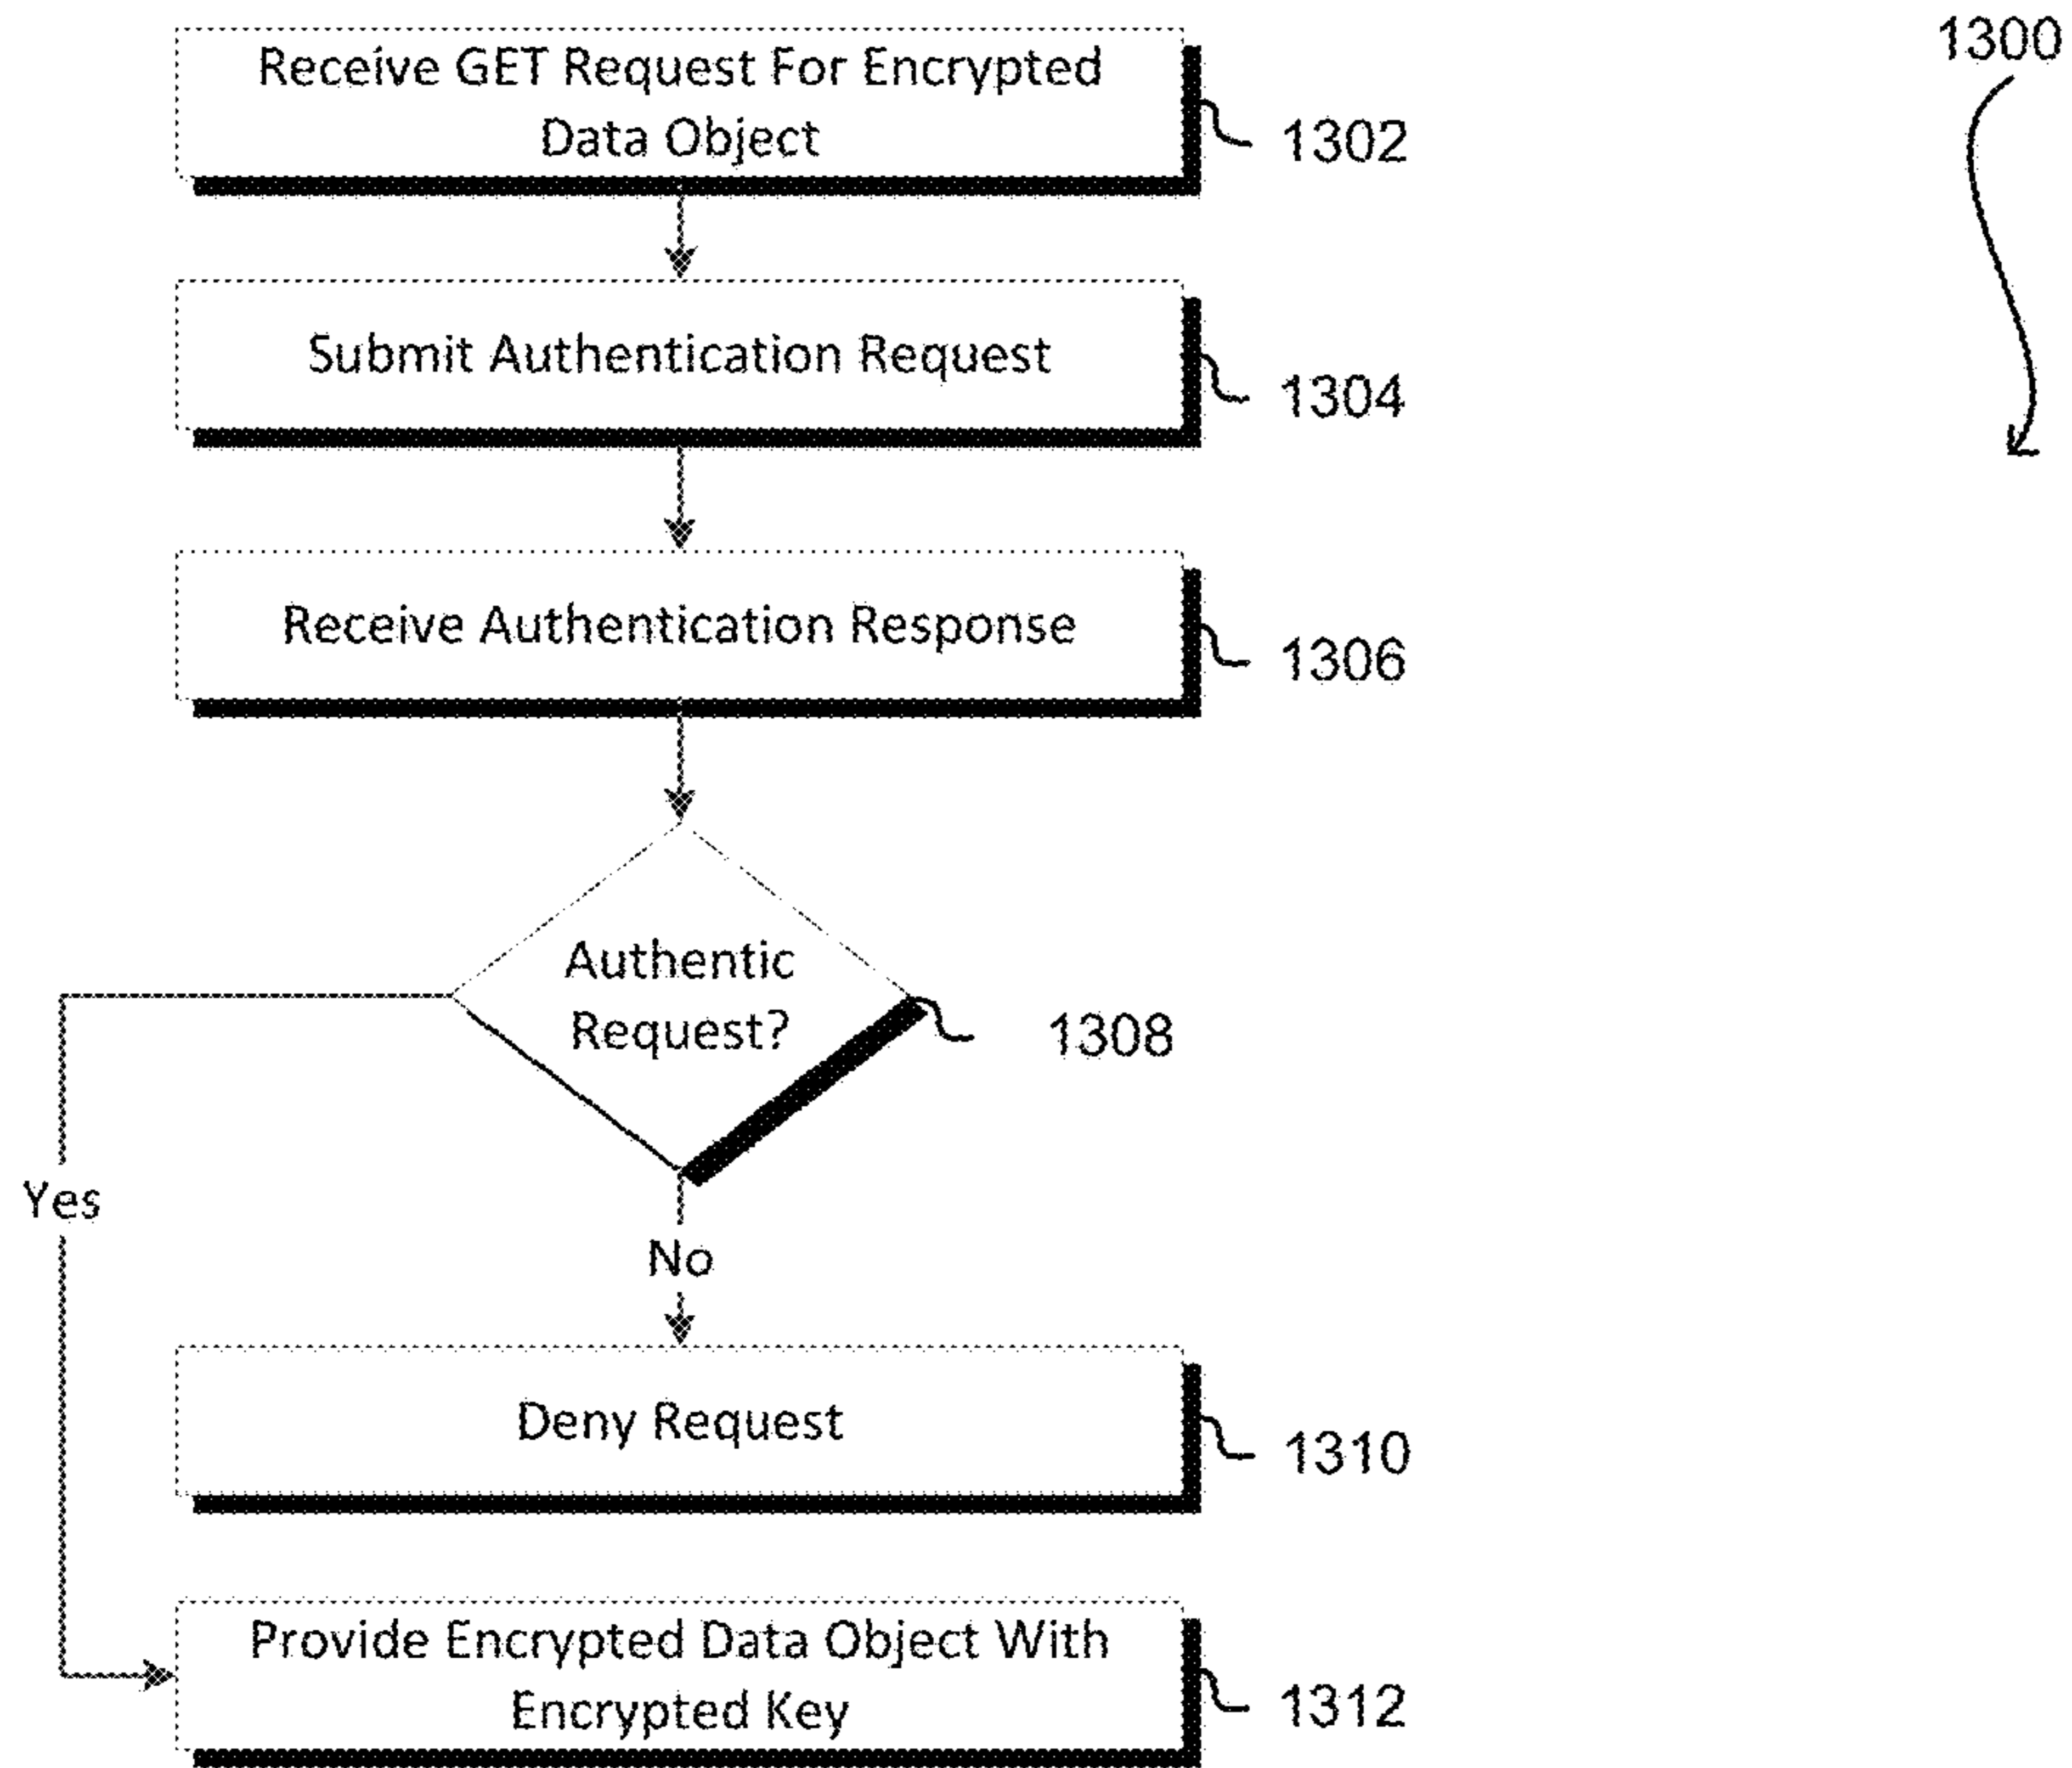 1300
Receive GET Request For Encrypted
Data Object
1302
Submit Authentication Request
1304
Receive Authentication Response
1306
Authentic
Request?
1308
Yes
No
Deny Request
1310
Provide Encrypted Data Object With
Encrypted Key
1312